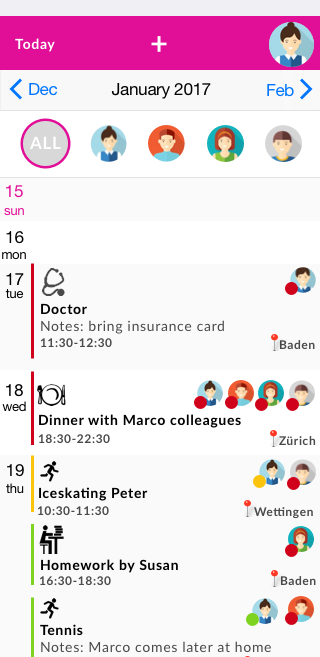 Today +
Dec January 2017 Feb
ALL
15
sun
16
mon
17
tue
Doctor
Notes: bring insurance card
11:30-12:30
Baden
18
wed
Dinner with Marco colleagues
18:30-22:30
Zürich
19
thu
Iceskating Peter
10:30-11:30
Wettingen
Homework by Susan
16:30-18:30
Baden
Tennis
Notes: Marco comes later at home